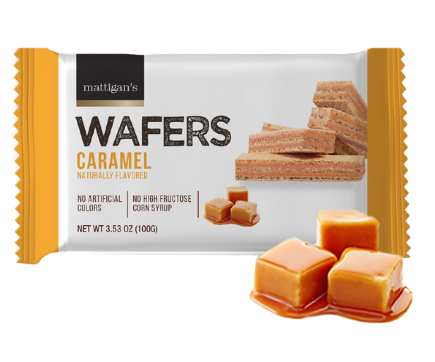 mattigan's
WAFERS
CARAMEL
NATURALLY FLAVORED
NO ARTIFICIAL
COLORS
NO HIGH FRUCTOSE
CORN SYRUP
NET WT 3.53 OZ (100G)